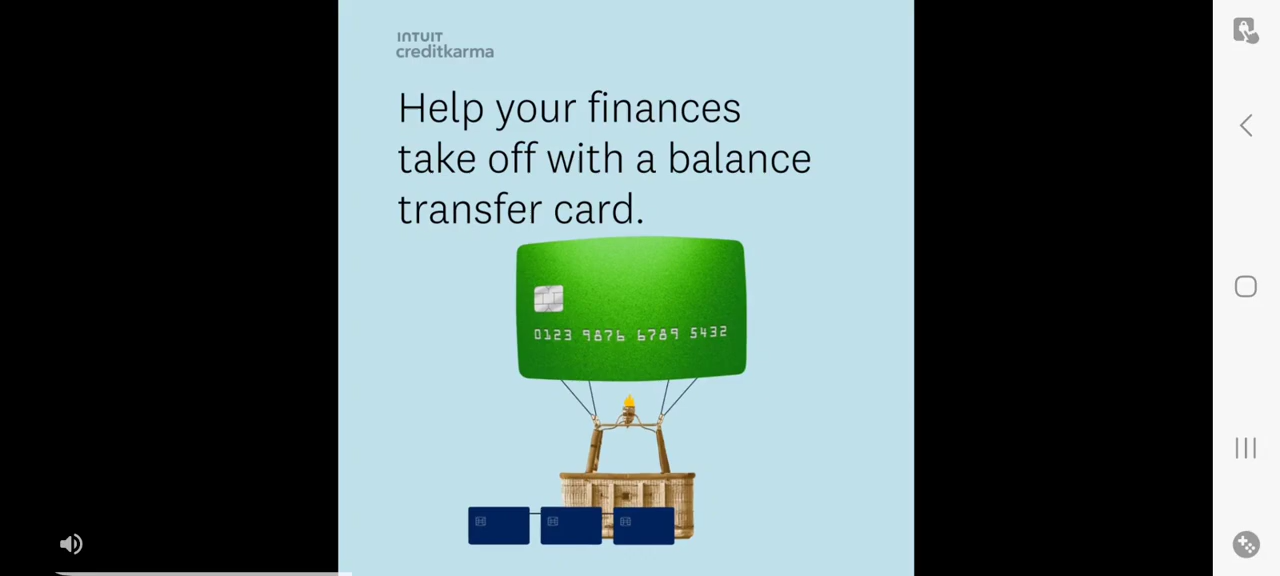 INTUIT
creditkarma
Help your finances
take off with a balance
transfer card.
0123 9876 6789 5432